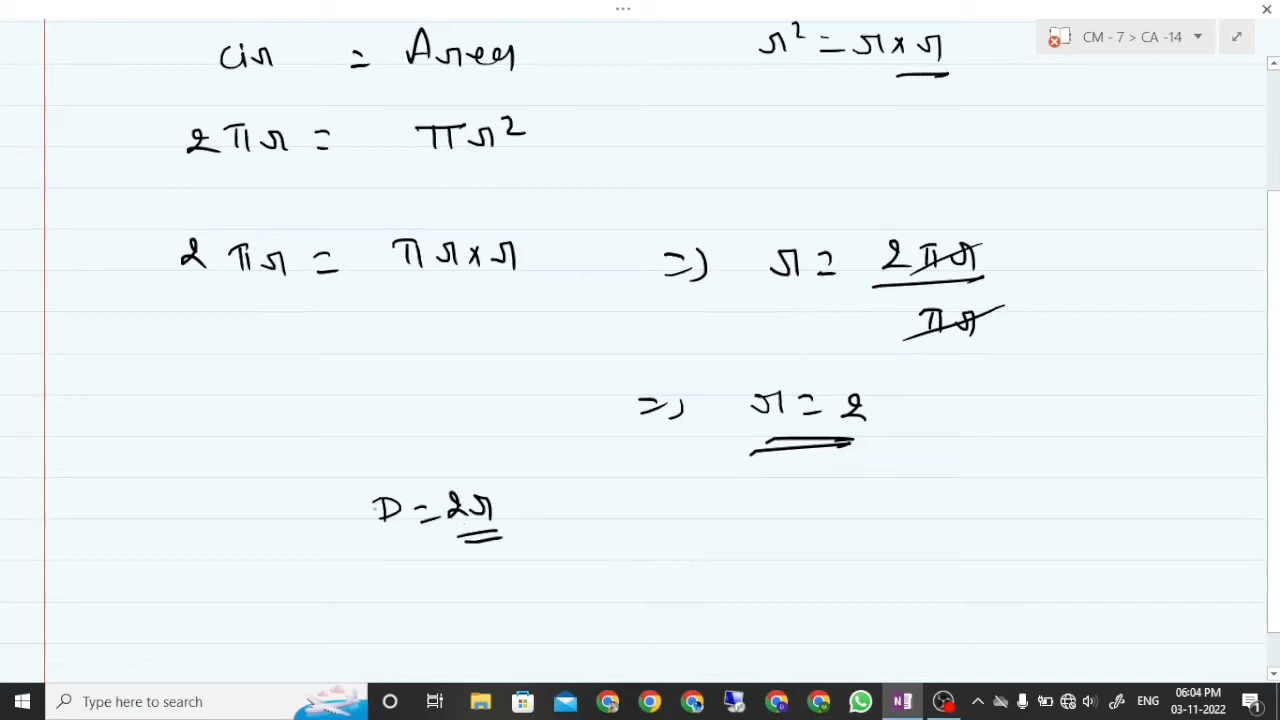 CM - 7 > CA -14
Cir = Area
r² = r × r
2πr = πr²
2πr = πr×r => r = 2πr
πr
=> r = 2
D = 2r
Type here to search
ENG
06:04 PM
03-11-2022
1